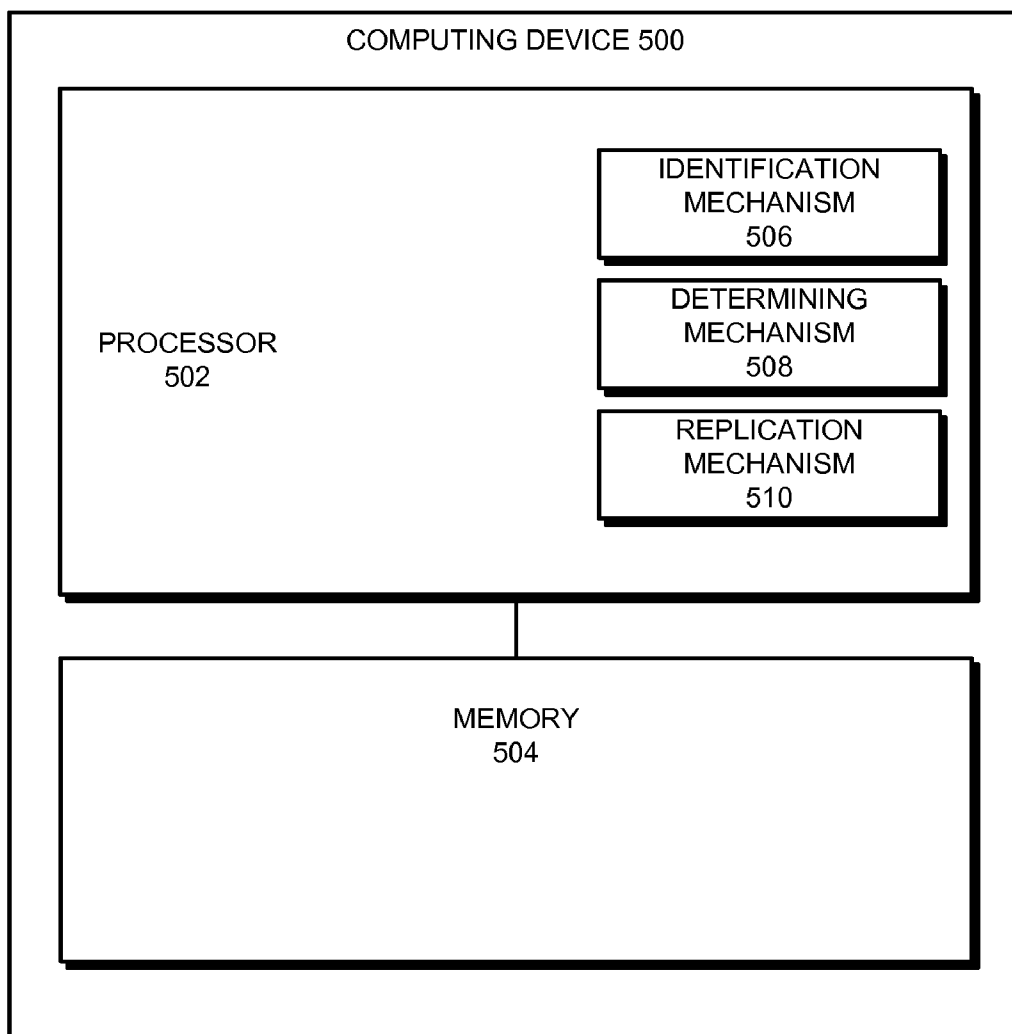 COMPUTING DEVICE 500
IDENTIFICATION
MECHANISM
506
DETERMINING
MECHANISM
508
PROCESSOR
502
REPLICATION
MECHANISM
510
MEMORY
504